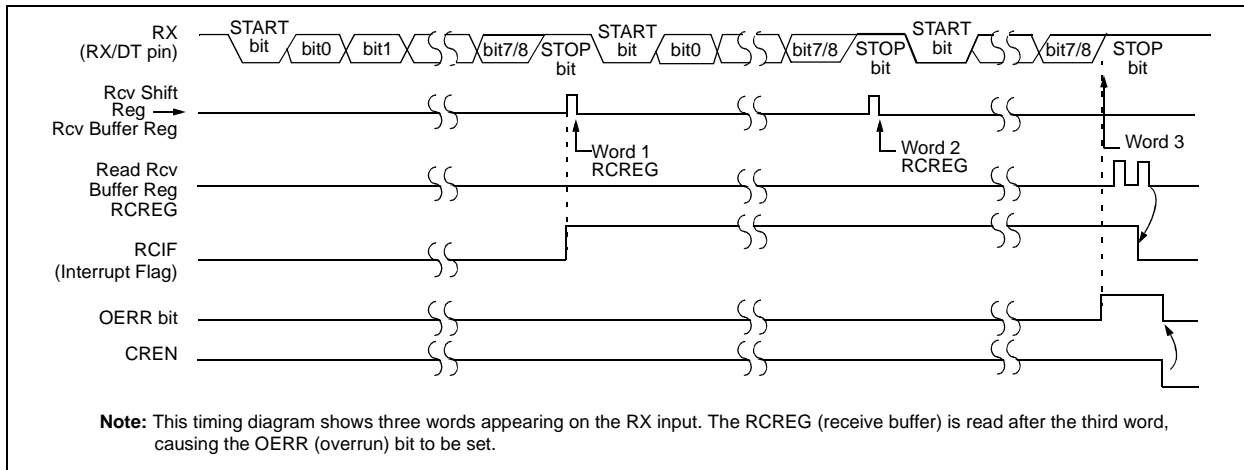 RX
(RX/DT pin)
START
bit
bit0
bit1
bit7/8
STOP
bit
START
bit
bit0
bit7/8
STOP
bit
START
bit
bit7/8
STOP
bit
Rcv Shift
Reg
Rcv Buffer Reg
Word 1
RCREG
Word 2
RCREG
Word 3
Read Rcv
Buffer Reg
RCREG
RCIF
(Interrupt Flag)
OERR bit
CREN
Note: This timing diagram shows three words appearing on the RX input. The RCREG (receive buffer) is read after the third word,
causing the OERR (overrun) bit to be set.